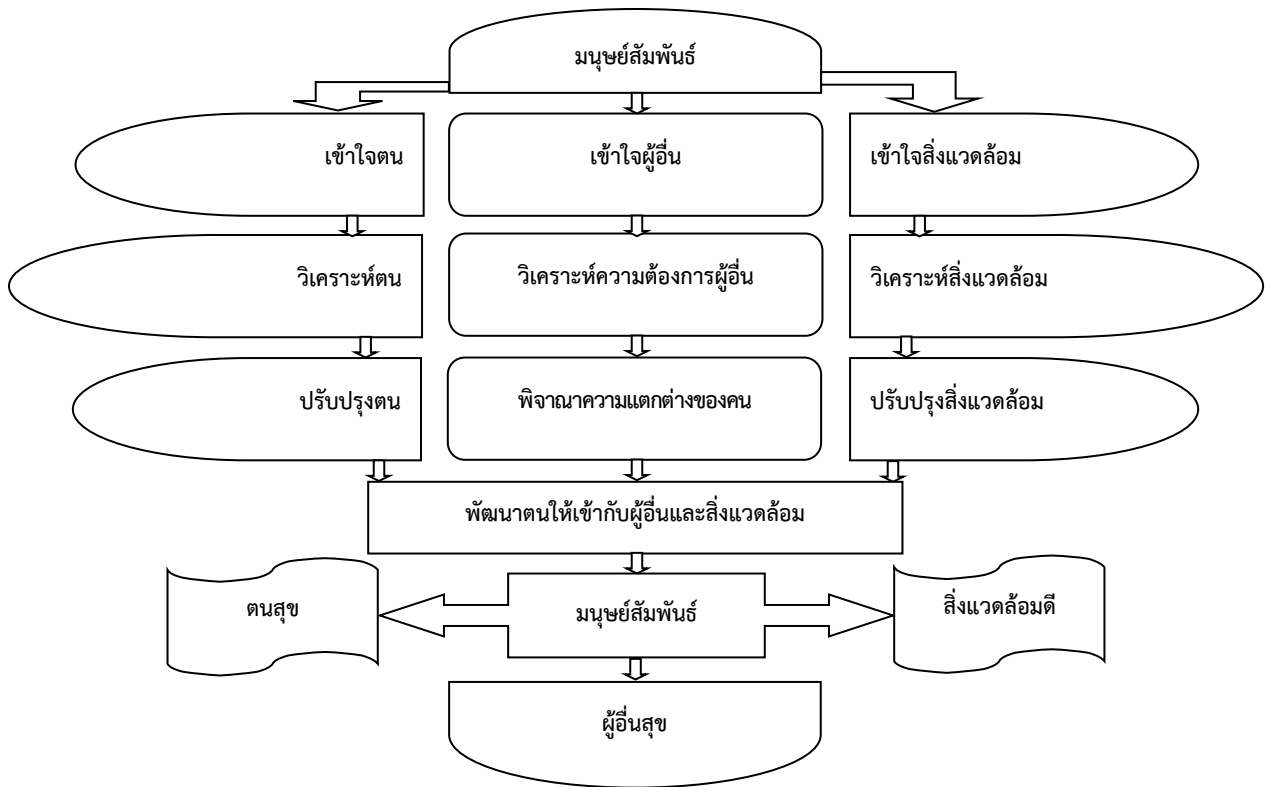 มนุษย์สัมพันธ์
เข้าใจตน
เข้าใจผู้อื่น
เข้าใจสิ่งแวดล้อม
วิเคราะห์ตน
วิเคราะห์ความต้องการผู้อื่น
วิเคราะห์สิ่งแวดล้อม
ปรับปรุงตน
พิจาณาความแตกต่างของคน
ปรับปรุงสิ่งแวดล้อม
พัฒนาตนให้เข้ากับผู้อื่นและสิ่งแวดล้อม
ตนสุข
มนุษย์สัมพันธ์
สิ่งแวดล้อมดี
ผู้อื่นสุข